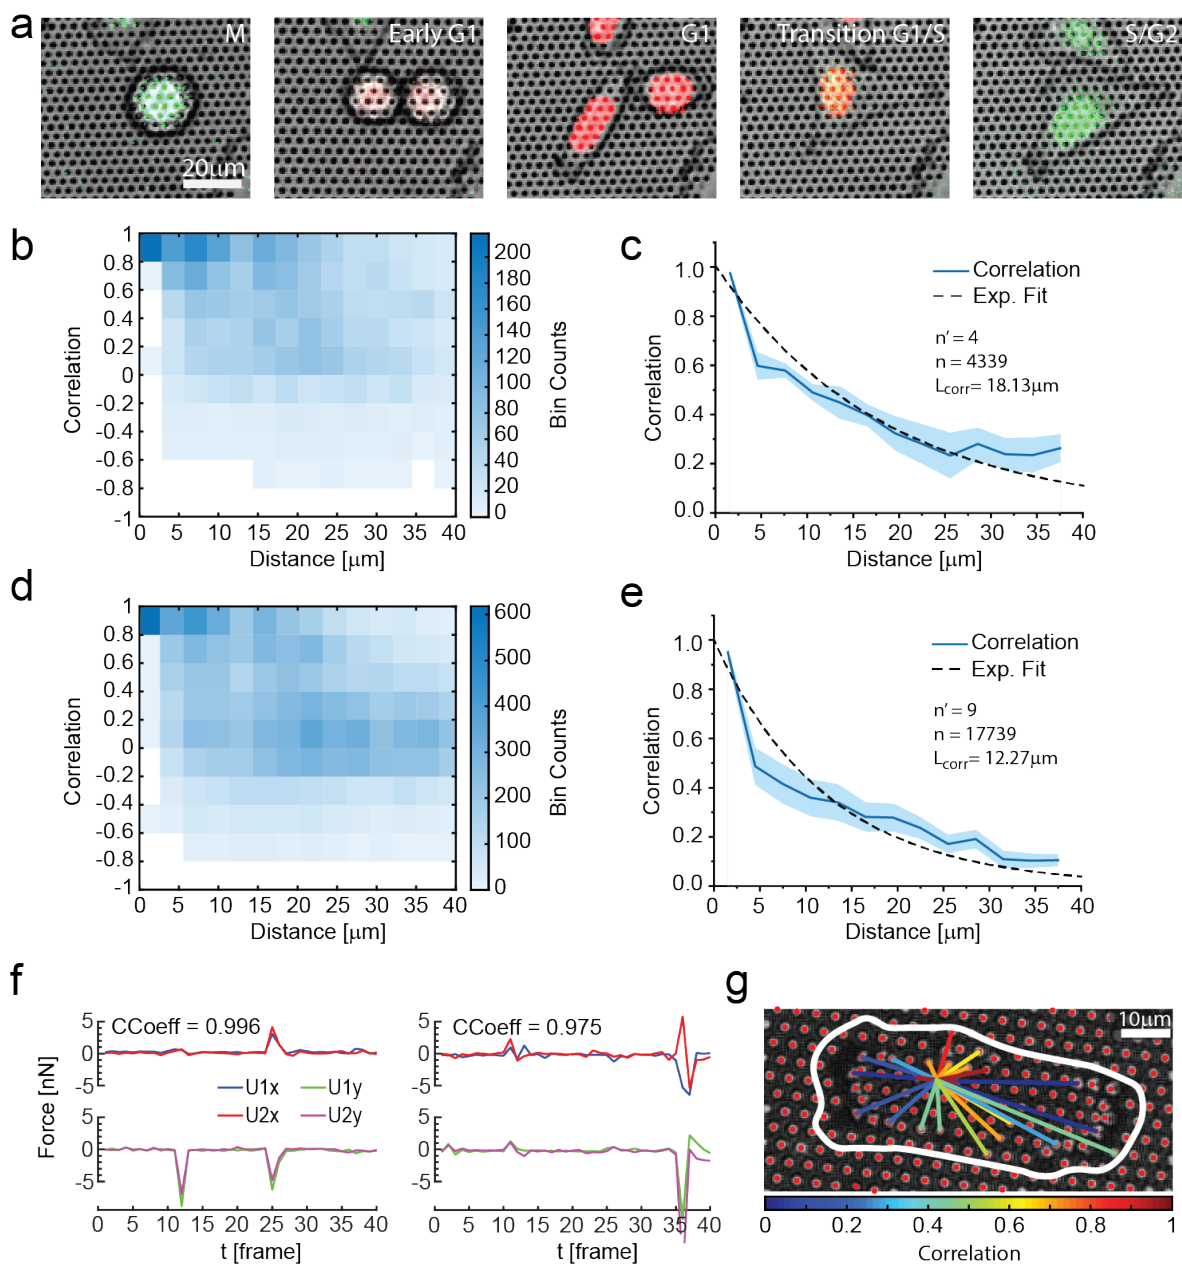 a
M
Early G1
G1
Transition G1/S
S/G2
20μm
b
1
0.8
0.6
0.4
0.2
0
-0.2
-0.4
-0.6
-0.8
-1
Correlation
0 5 10 15 20 25 30 35 40
Distance [μm]
200
180
160
140
120
100
80
60
40
20
0
Bin Counts
c
1.0
0.8
0.6
0.4
0.2
0.0
Correlation
Correlation
Exp. Fit
n' = 4
n = 4339
Lcorr= 18.13μm
0 5 10 15 20 25 30 35 40
Distance [μm]
d
1
0.8
0.6
0.4
0.2
0
-0.2
-0.4
-0.6
-0.8
-1
Correlation
0 5 10 15 20 25 30 35 40
Distance [μm]
600
500
400
300
200
100
0
Bin Counts
e
1.0
0.8
0.6
0.4
0.2
0.0
Correlation
Correlation
Exp. Fit
n' = 9
n = 17739
Lcorr= 12.27μm
0 5 10 15 20 25 30 35 40
Distance [μm]
f
Force [nN]
5
0
-5
CCoeff = 0.996
U1x U1y
U2x U2y
0
-5
0 5 10 15 20 25 30 35 40
t [frame]
5
0
-5
CCoeff = 0.975
0
-5
0 10 20 30 40
t [frame]
g
10μm
0 0.2 0.4 0.6 0.8 1
Correlation